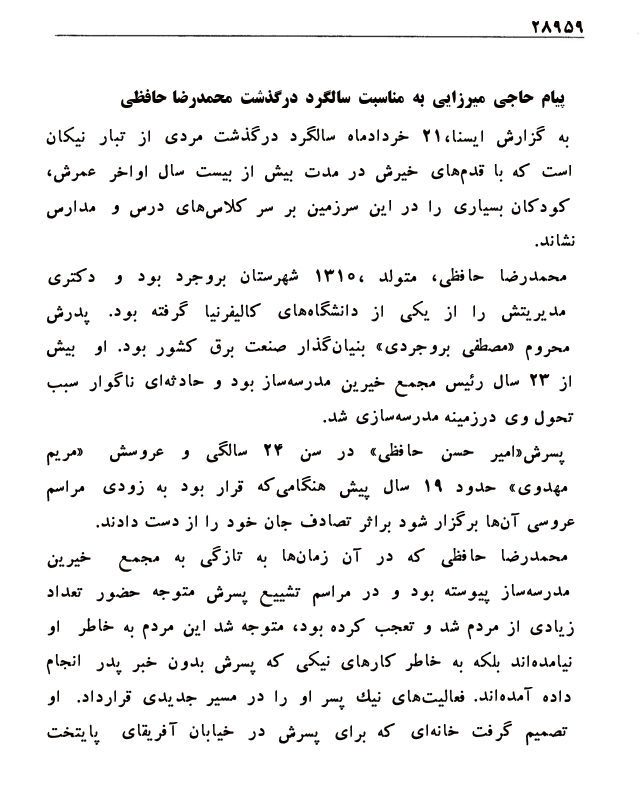 ۲۸۹۵۹
پیام حاجی میرزایی به مناسبت سالگرد درگذشت محمدرضا حافظی
به گزارش ایسنا،۲۱ خردادماه سالگرد درگذشت مردی از تبار نیکان
است که با قدم‌های خیرش در مدت بیش از بیست سال اواخر عمرش،
کودکان بسیاری را در این سرزمین بر سر کلاس‌های درس و مدارس
نشاند.
محمدرضا حافظی، متولد ،۱۳۱۰ شهرستان بروجرد بود و دکتری
مدیریتش را از یکی از دانشگاه‌های کالیفرنیا گرفته بود. پدرش
محروم «مصطفی بروجردی» بنیان‌گذار صنعت برق کشور بود. او بیش
از ۲۳ سال رئیس مجمع خیرین مدرسه‌ساز بود و حادثه‌ای ناگوار سبب
تحول وی درزمینه مدرسه‌سازی شد.
پسرش«امیر حسن حافظی» در سن ۲۴ سالگی و عروسش «مریم
مهدوی» حدود ۱۹ سال پیش هنگامی‌که قرار بود به زودی مراسم
عروسی آن‌ها برگزار شود براثر تصادف جان خود را از دست دادند.
محمدرضا حافظی که در آن زمان‌ها به تازگی به مجمع خیرین
مدرسه‌ساز پیوسته بود و در مراسم تشییع پسرش متوجه حضور تعداد
زیادی از مردم شد و تعجب کرده بود، متوجه شد این مردم به خاطر او
نیامده‌اند بلکه به خاطر کارهای نیکی که پسرش بدون خبر پدر انجام
داده آمده‌اند. فعالیت‌های نیك پسر او را در مسیر جدیدی قرارداد. او
تصمیم گرفت خانه‌ای که برای پسرش در خیابان آفریقای پایتخت